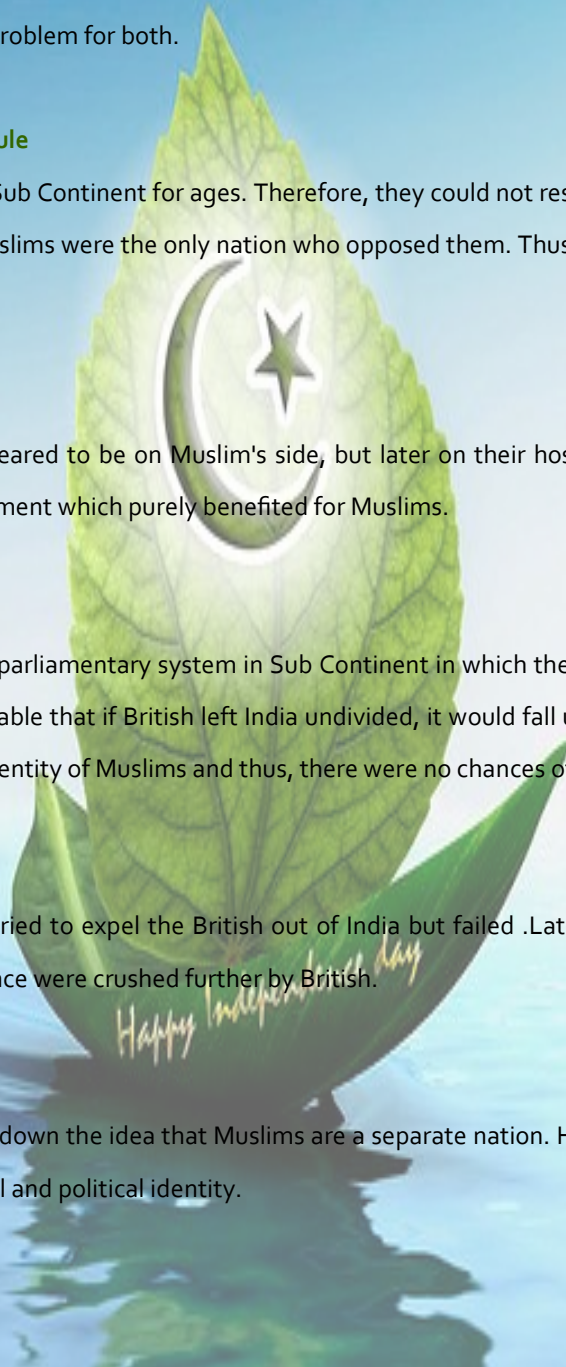 roblem for both.
ule
Sub Continent for ages. Therefore, they could not res
slims were the only nation who opposed them. Thus
eared to be on Muslim's side, but later on their hos
ment which purely benefited for Muslims.
parliamentary system in Sub Continent in which the
able that if British left India undivided, it would fall u
entity of Muslims and thus, there were no chances of
ried to expel the British out of India but failed .Lat
nce were crushed further by British.
Happy Independence day
down the idea that Muslims are a separate nation. H
l and political identity.